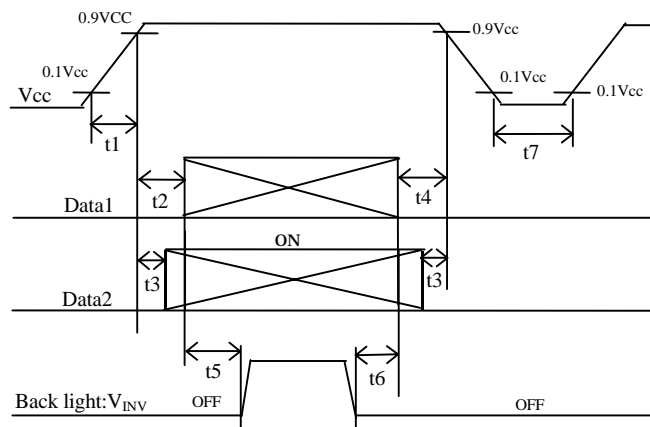 0.9VCC
0.9Vcc
0.1Vcc
0.1Vcc
0.1Vcc
Vcc
t1
t7
t2
t4
Data1
ON
t3
t3
Data2
t5
t6
Back light:VINV
OFF
OFF